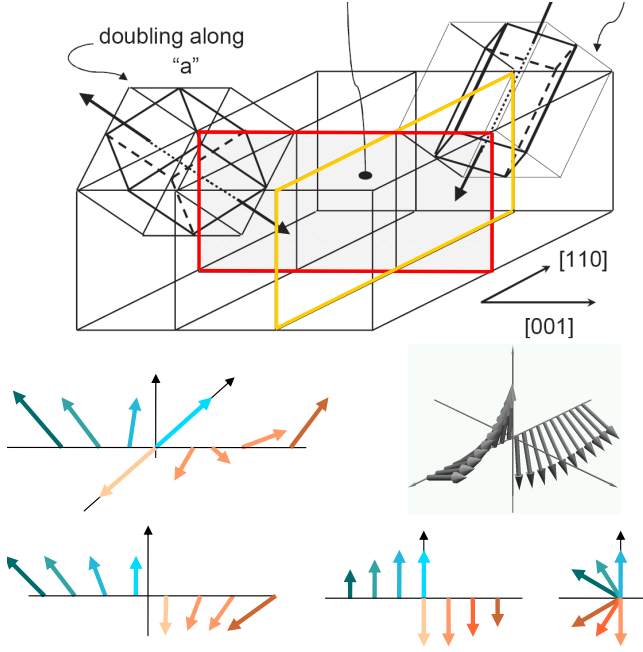 doubling along
“a”
[110]
[001]